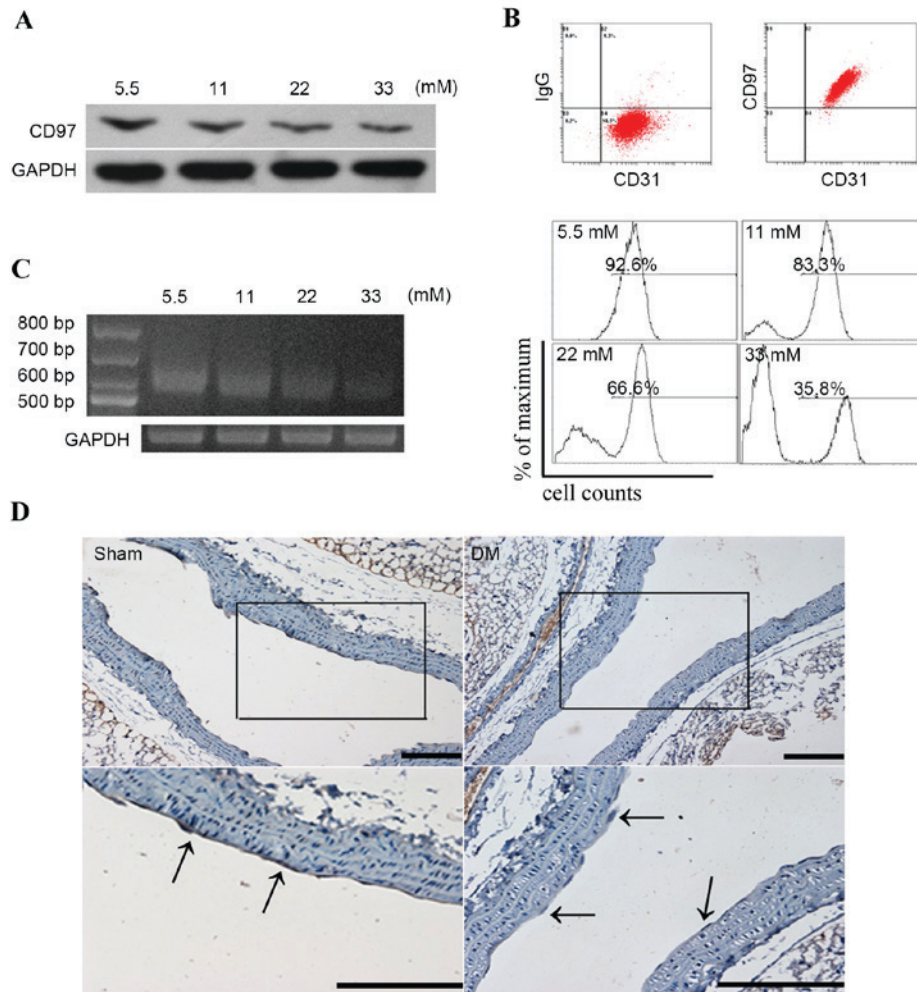 A
5.5 11 22 33 (mM)
CD97
GAPDH
B
IgG
CD31
CD97
CD31
5.5 mM
92.6%
11 mM
83.3%
22 mM
66.6%
33 mM
35.8%
% of maximum
cell counts
C
5.5 11 22 33 (mM)
800 bp
700 bp
600 bp
500 bp
GAPDH
D
Sham
DM